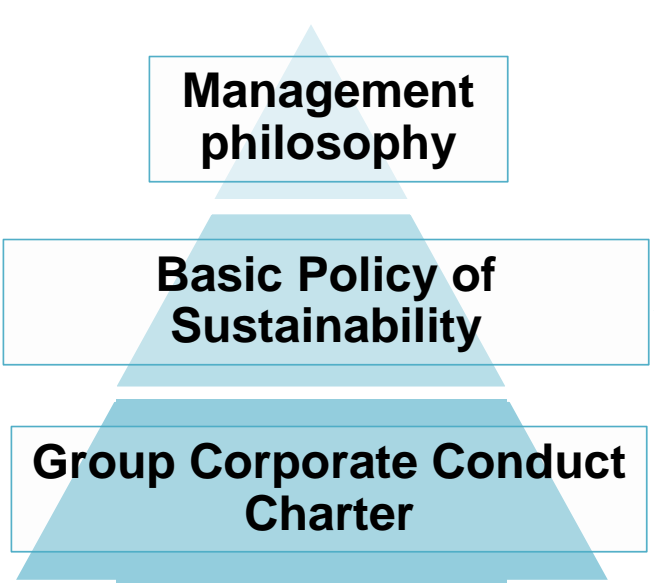 Management
philosophy
Basic Policy of
Sustainability
Group Corporate Conduct
Charter